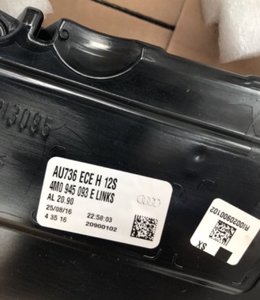 AU736 ECE H 12S
4M0 945 093 E LINKS
AL 20.90
25/08/16 22:58:03
4 35 16 20900102
XS